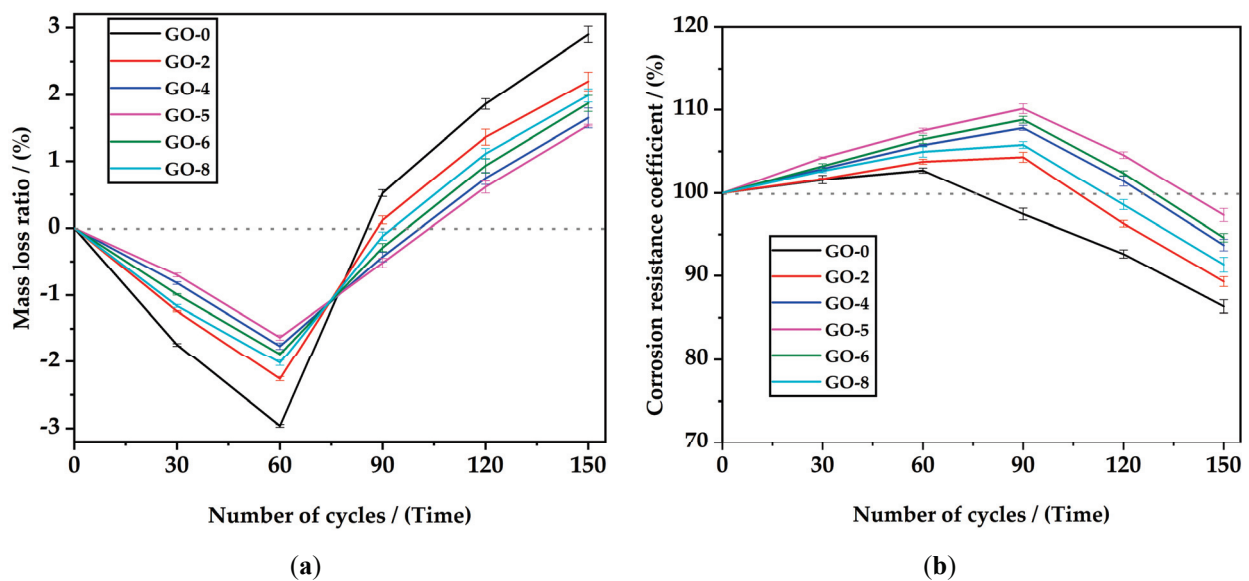 3
2
1
0
-1
-2
-3
Mass loss ratio / (%)
GO-0
GO-2
GO-4
GO-5
GO-6
GO-8
0 30 60 90 120 150
Number of cycles / (Time)
(a)
120
110
100
90
80
70
Corrosion resistance coefficient / (%)
GO-0
GO-2
GO-4
GO-5
GO-6
GO-8
0 30 60 90 120 150
Number of cycles / (Time)
(b)